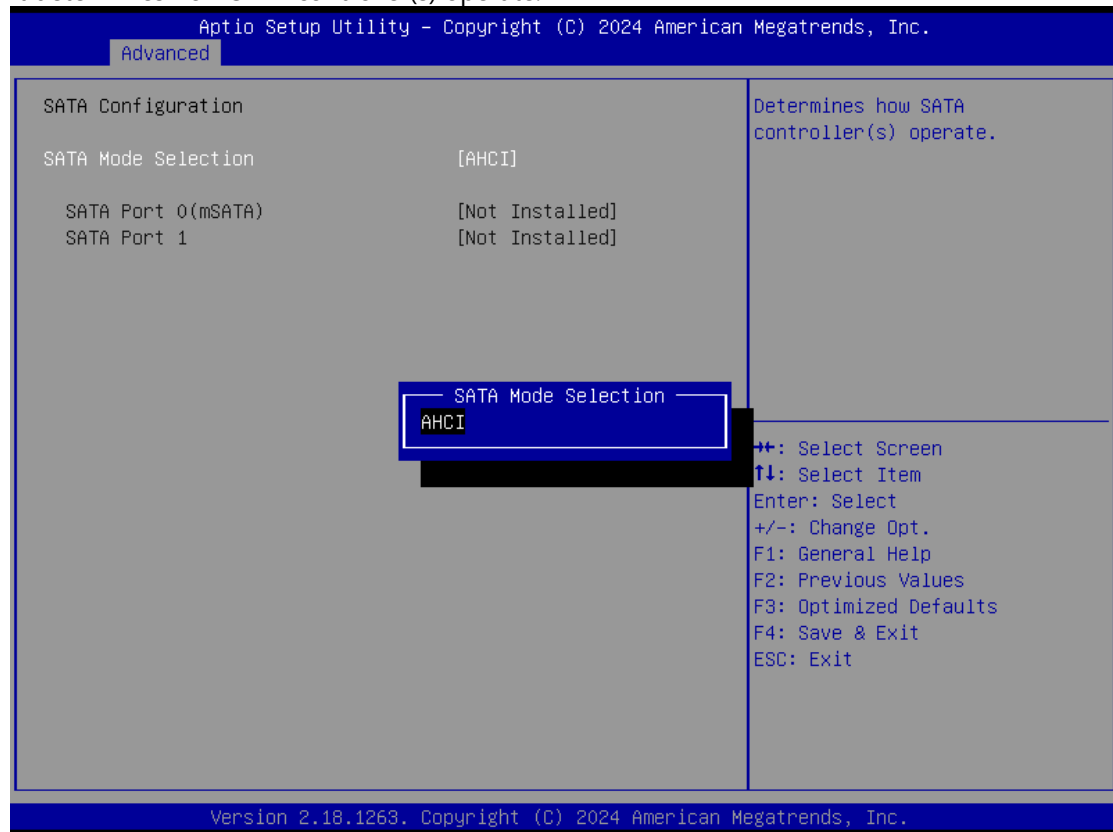 Aptio Setup Utility – Copyright (C) 2024 American Megatrends, Inc.
Advanced
SATA Configuration
SATA Mode Selection [AHCI]
SATA Port 0(mSATA) [Not Installed]
SATA Port 1 [Not Installed]
SATA Mode Selection
AHCI
Determines how SATA
controller(s) operate.
→←: Select Screen
↑↓: Select Item
Enter: Select
+/-: Change Opt.
F1: General Help
F2: Previous Values
F3: Optimized Defaults
F4: Save & Exit
ESC: Exit
Version 2.18.1263. Copyright (C) 2024 American Megatrends, Inc.